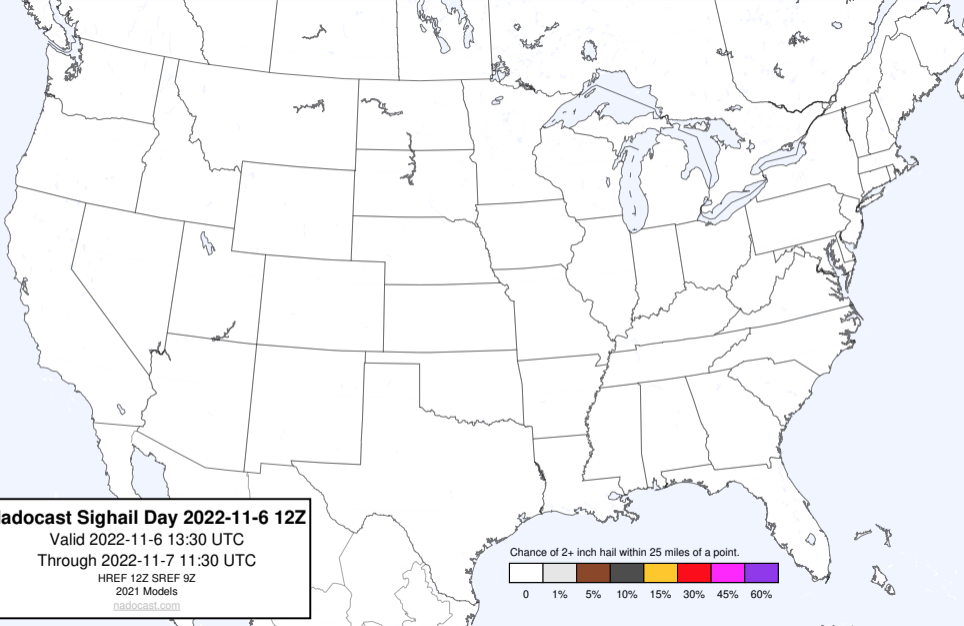 adocast Sighail Day 2022-11-6 12Z
Valid 2022-11-6 13:30 UTC
Through 2022-11-7 11:30 UTC
HREF 12Z SREF 9Z
2021 Models
nadocast.com
Chance of 2+ inch hail within 25 miles of a point.
0 1% 5% 10% 15% 30% 45% 60%